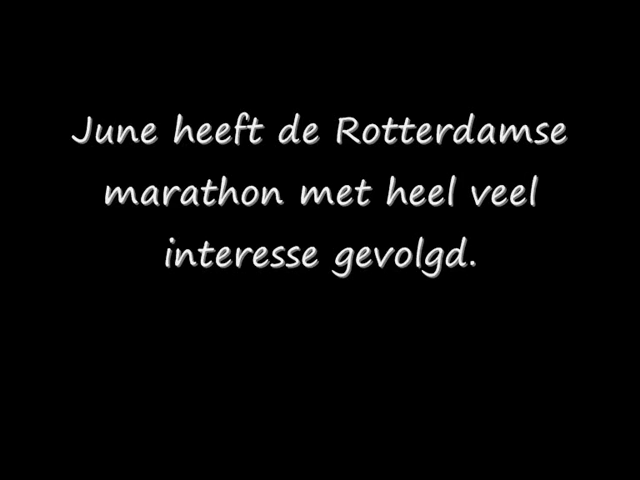 June heeft de Rotterdamse
marathon met heel veel
interesse gevolgd.